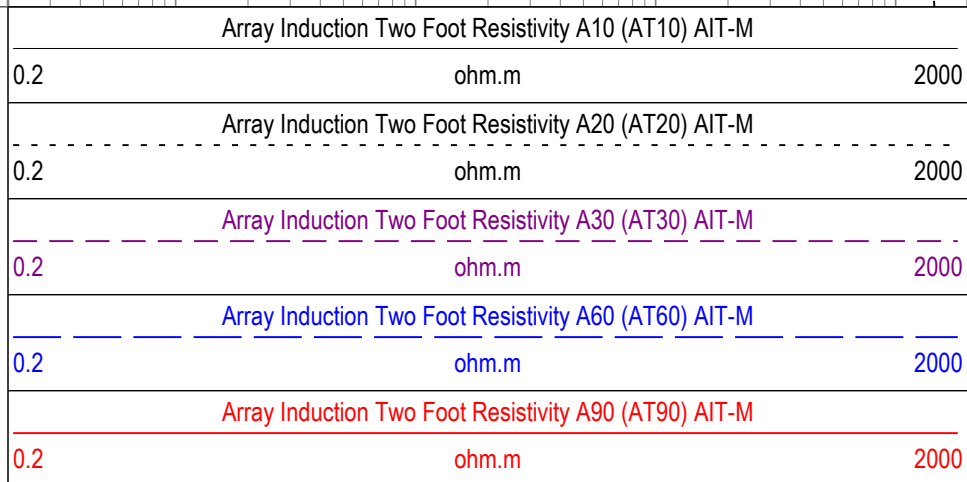 Array Induction Two Foot Resistivity A10 (AT10) AIT-M
0.2 ohm.m 2000
Array Induction Two Foot Resistivity A20 (AT20) AIT-M
0.2 ohm.m 2000
Array Induction Two Foot Resistivity A30 (AT30) AIT-M
0.2 ohm.m 2000
Array Induction Two Foot Resistivity A60 (AT60) AIT-M
0.2 ohm.m 2000
Array Induction Two Foot Resistivity A90 (AT90) AIT-M
0.2 ohm.m 2000